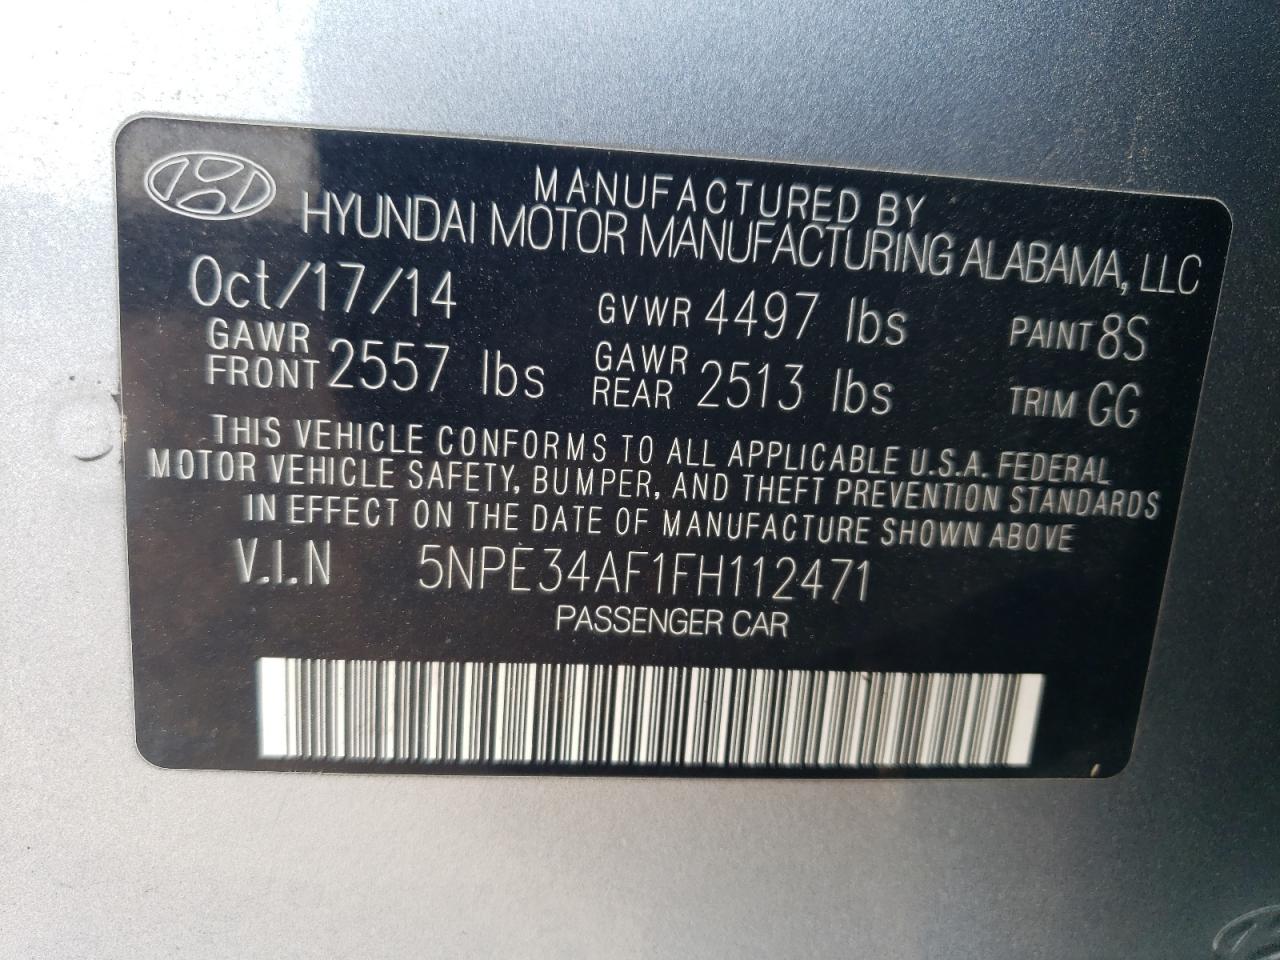 MANUFACTURED BY
HYUNDAI MOTOR MANUFACTURING ALABAMA, LLC
Oct/17/14 GVWR 4497 lbs PAINT 8S
GAWR FRONT 2557 lbs GAWR REAR 2513 lbs TRIM GG
THIS VEHICLE CONFORMS TO ALL APPLICABLE U.S.A. FEDERAL
MOTOR VEHICLE SAFETY, BUMPER, AND THEFT PREVENTION STANDARDS
IN EFFECT ON THE DATE OF MANUFACTURE SHOWN ABOVE
V.I.N 5NPE34AF1FH112471
PASSENGER CAR